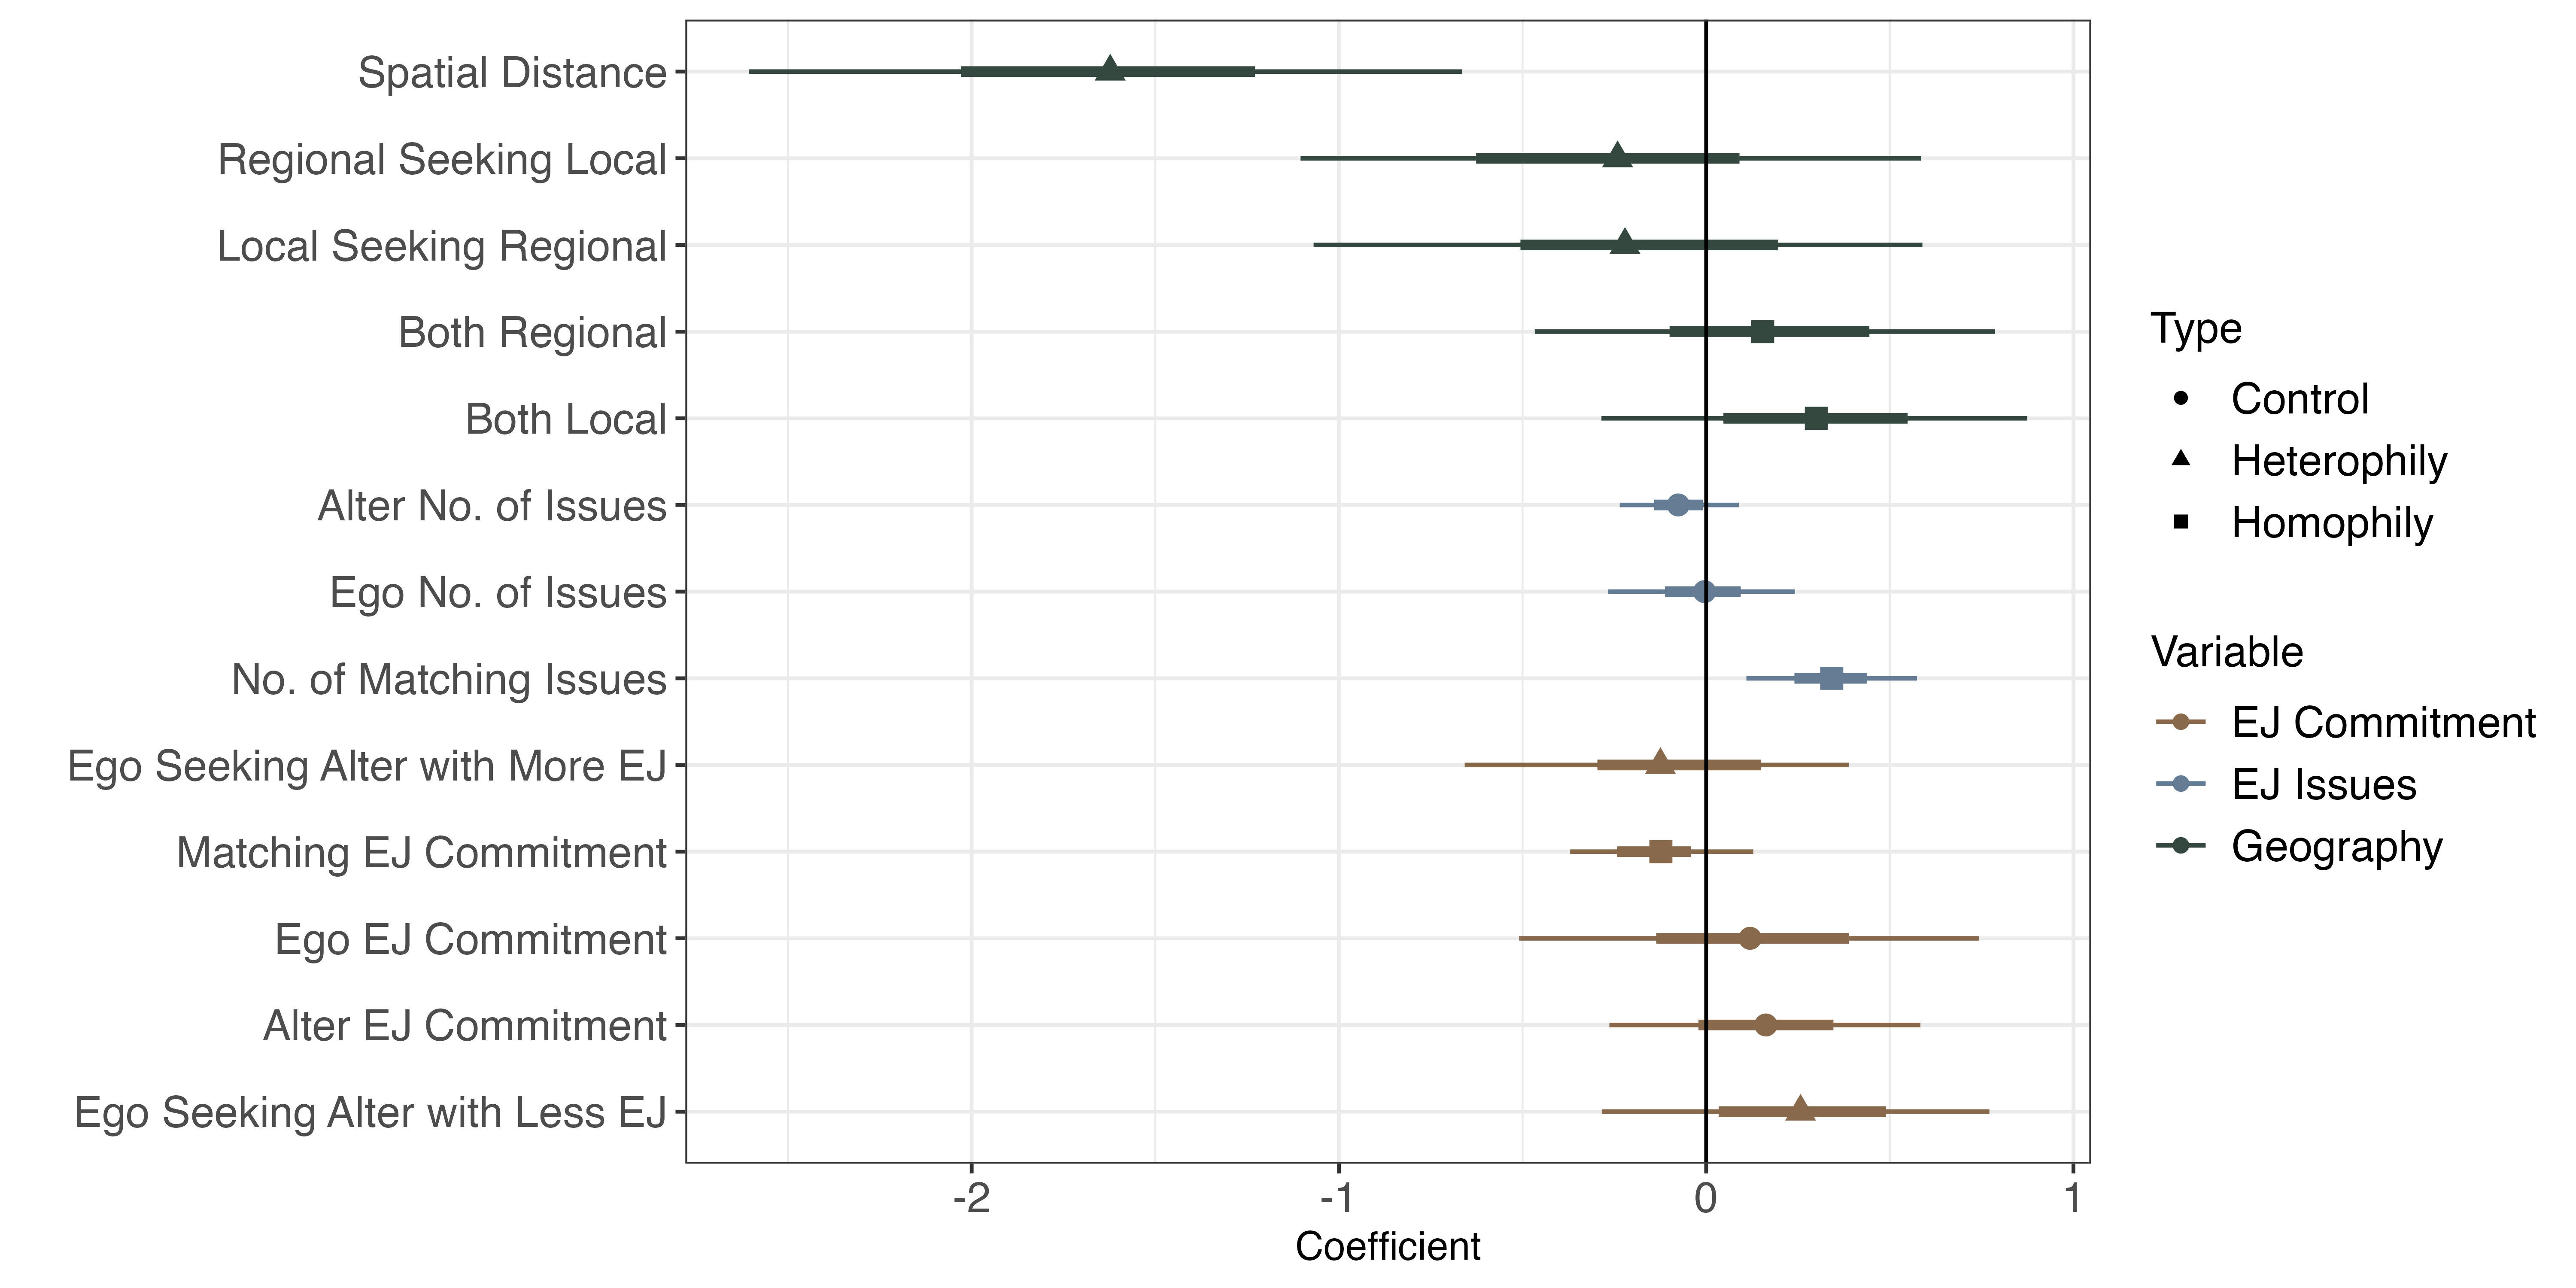 Spatial Distance
Regional Seeking Local
Local Seeking Regional
Both Regional
Both Local
Alter No. of Issues
Ego No. of Issues
No. of Matching Issues
Ego Seeking Alter with More EJ
Matching EJ Commitment
Ego EJ Commitment
Alter EJ Commitment
Ego Seeking Alter with Less EJ
-2 -1 0 1
Coefficient
Type
Control
Heterophily
Homophily
Variable
EJ Commitment
EJ Issues
Geography